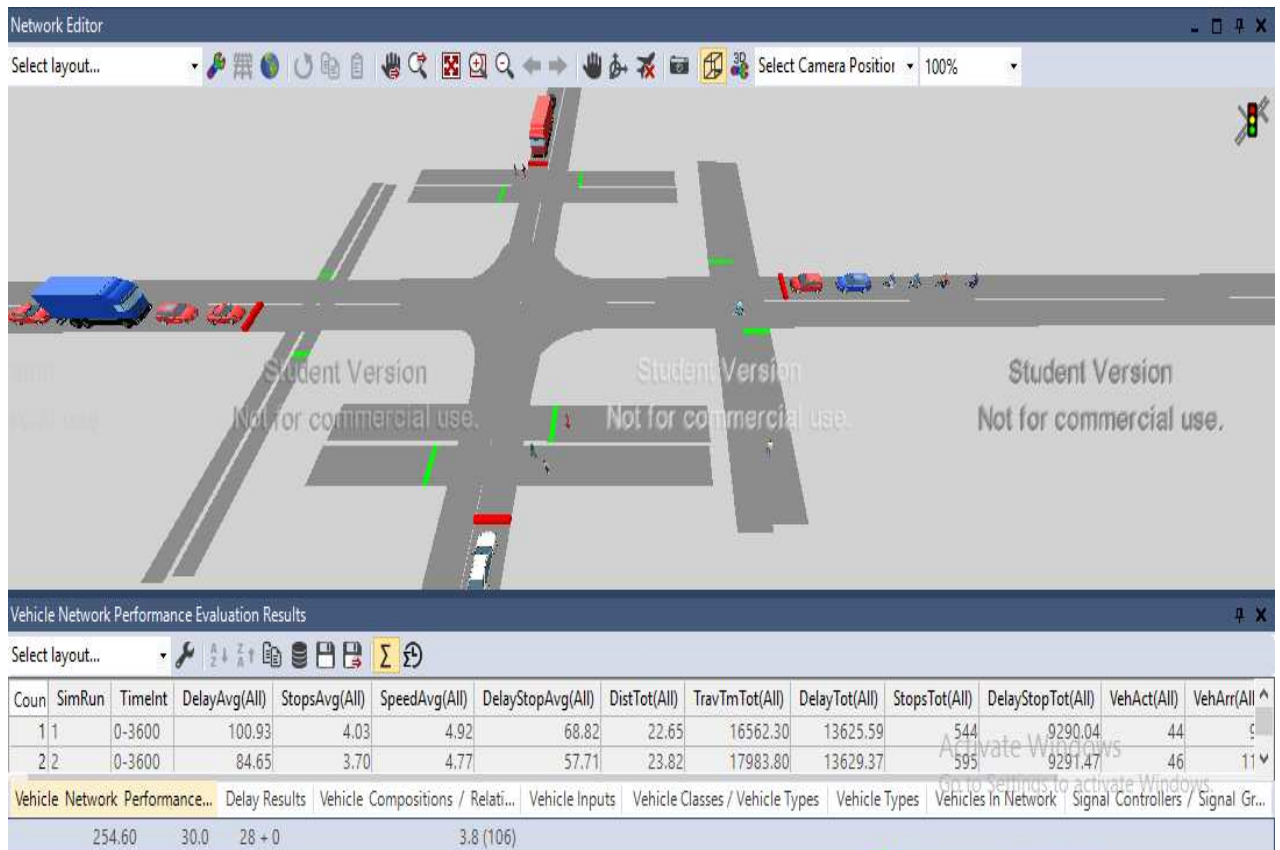 Network Editor
Select layout... Select Camera Position 100%
Student Version Student Version Student Version
Not for commercial use. Not for commercial use. Not for commercial use.
Vehicle Network Performance Evaluation Results
Select layout...
Coun SimRun TimeInt DelayAvg(All) StopsAvg(All) SpeedAvg(All) DelayStopAvg(All) DistTot(All) TravTmTot(All) DelayTot(All) StopsTot(All) DelayStopTot(All) VehAct(All) VehArr(All
1 1 0-3600 100.93 4.03 4.92 68.82 22.65 16562.30 13625.59 544 9290.04 44 9
2 2 0-3600 84.65 3.70 4.77 57.71 23.82 17983.80 13629.37 595 9291.47 46 11
Activate Windows
Go to Settings to activate Windows.
Vehicle Network Performance... Delay Results Vehicle Compositions / Relati... Vehicle Inputs Vehicle Classes / Vehicle Types Vehicle Types Vehicles In Network Signal Controllers / Signal Gr...
254.60 30.0 28 + 0 3.8 (106)